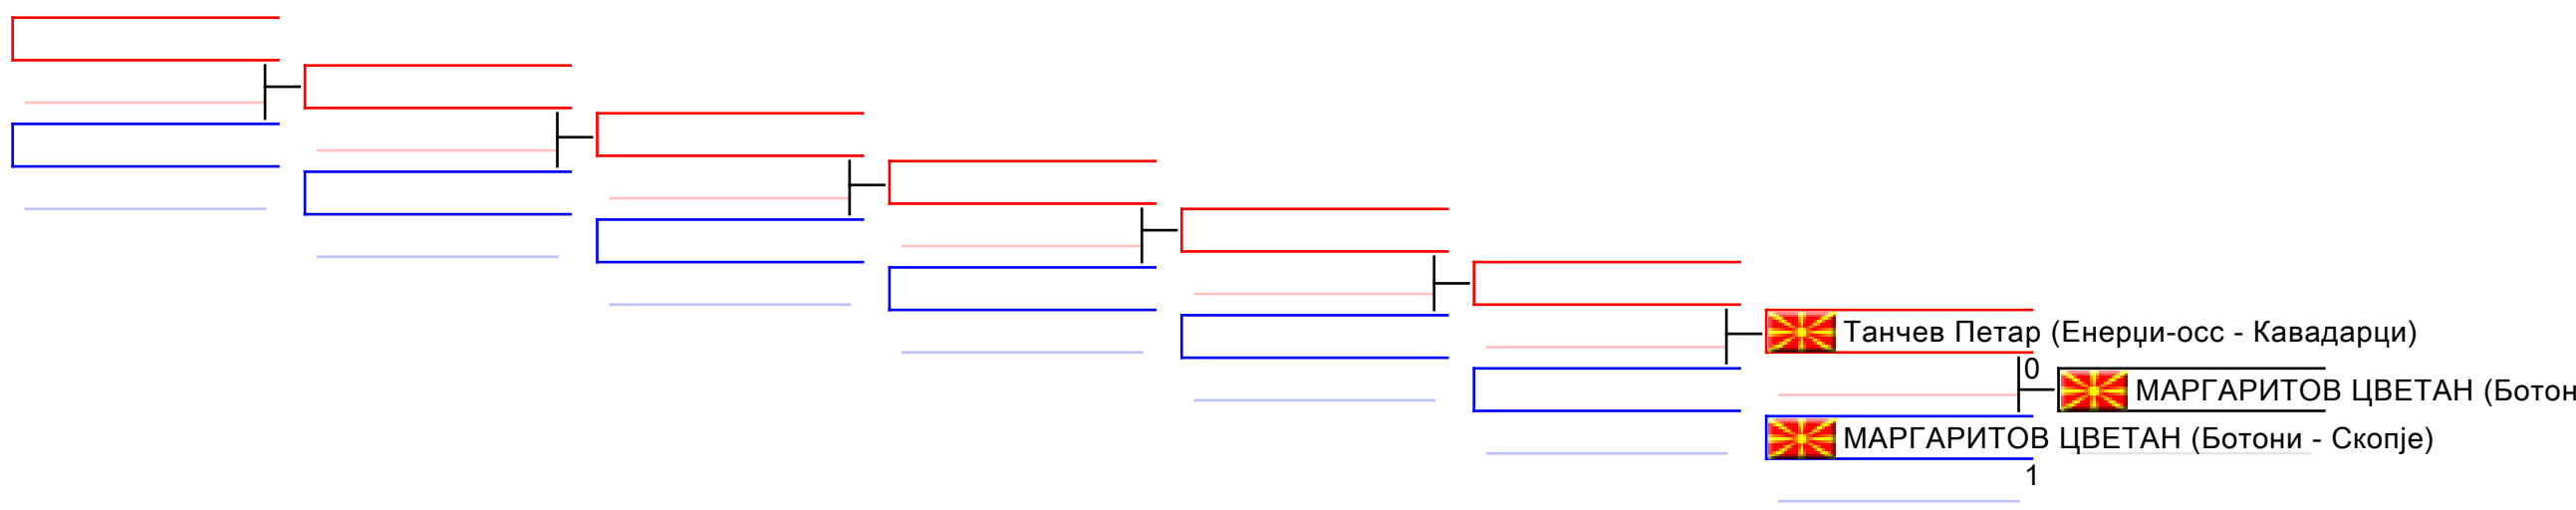 Танчев Петар (Енерџи-осс - Кавадарци)
0
МАРГАРИТОВ ЦВЕТАН (Ботон
МАРГАРИТОВ ЦВЕТАН (Ботони - Скопје)
1